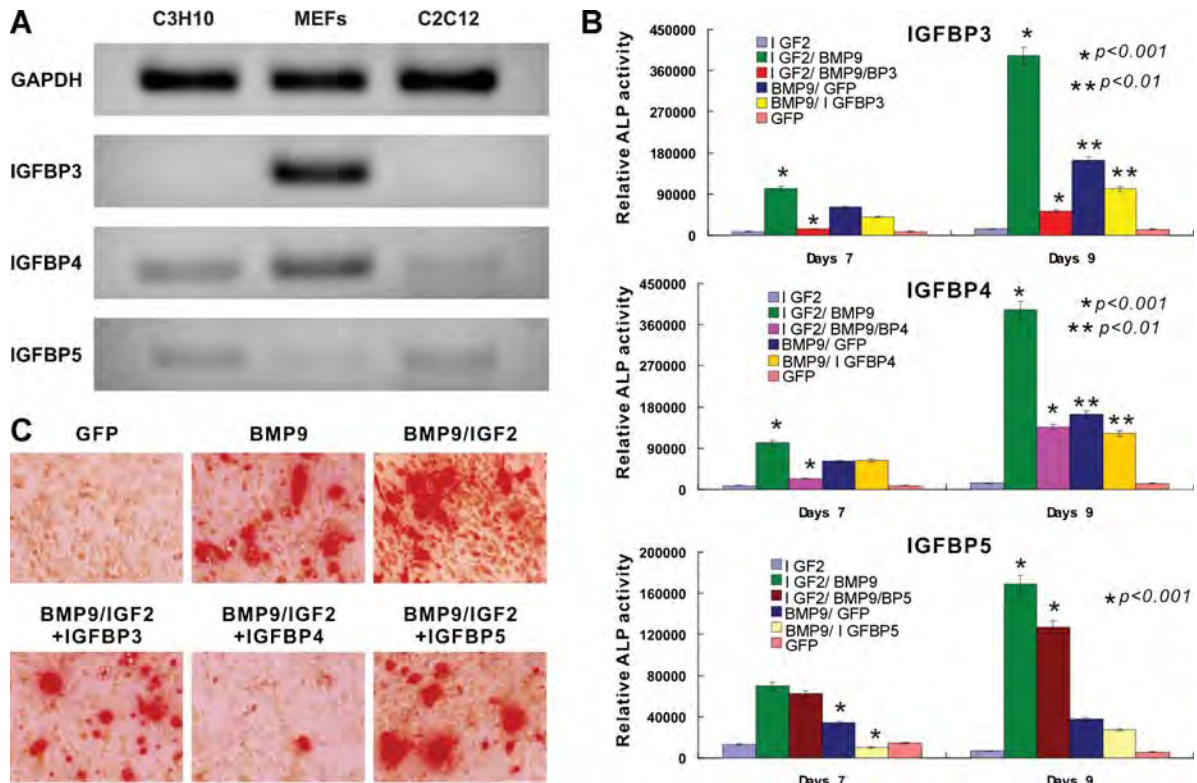 A
C3H10 MEFs C2C12
GAPDH
IGFBP3
IGFBP4
IGFBP5
B
IGFBP3
Relative ALP activity
450000
360000
270000
180000
90000
0
I GF2
I GF2/ BMP9
I GF2/ BMP9/BP3
BMP9/ GFP
BMP9/ I GFBP3
GFP
* p<0.001
** p<0.01
*
*
*
*
**
**
Days 7
Days 9
IGFBP4
Relative ALP activity
450000
360000
270000
180000
90000
0
I GF2
I GF2/ BMP9
I GF2/ BMP9/BP4
BMP9/ GFP
BMP9/ I GFBP4
GFP
* p<0.001
** p<0.01
*
*
*
*
**
**
Days 7
Days 9
IGFBP5
Relative ALP activity
200000
160000
120000
80000
40000
0
I GF2
I GF2/ BMP9
I GF2/ BMP9/BP5
BMP9/ GFP
BMP9/ I GFBP5
GFP
* p<0.001
*
*
*
*
Days 7
Days 9
C
GFP
BMP9
BMP9/IGF2
BMP9/IGF2
+IGFBP3
BMP9/IGF2
+IGFBP4
BMP9/IGF2
+IGFBP5